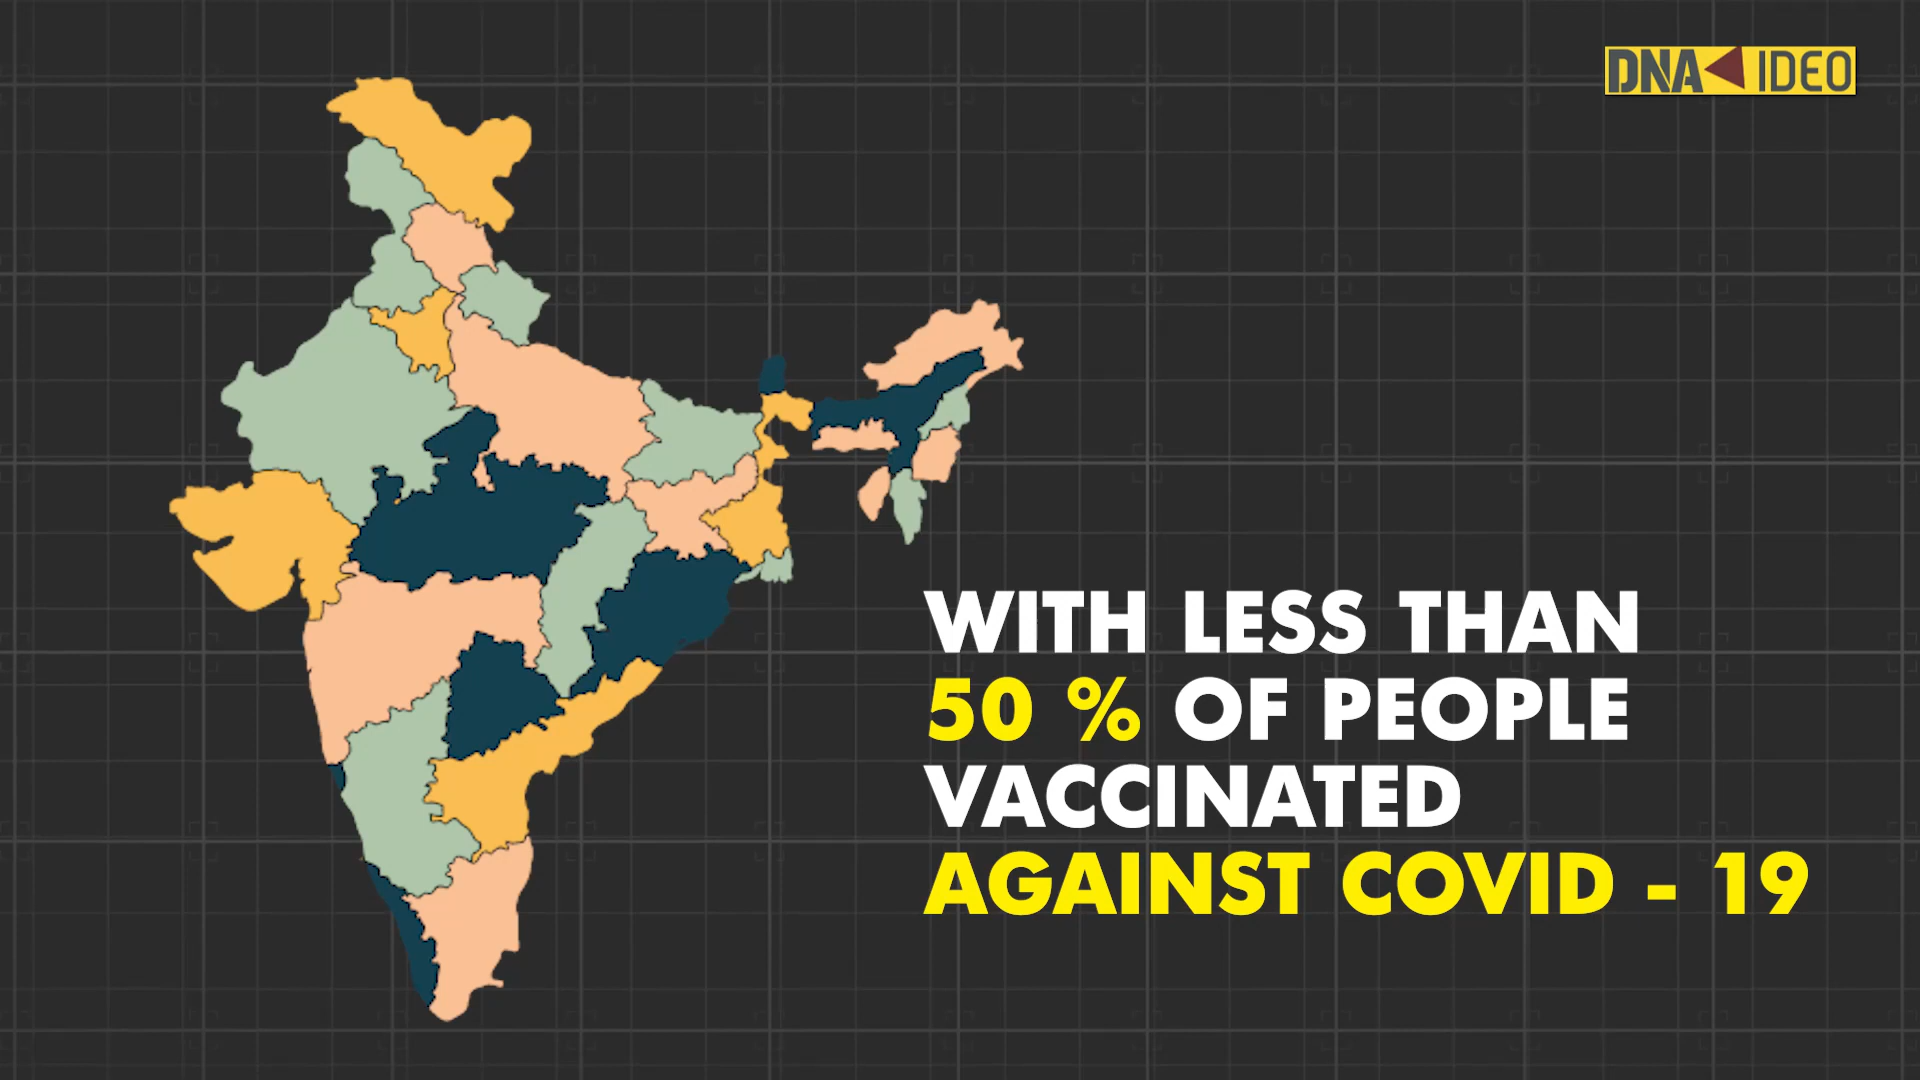 DNA VIDEO
WITH LESS THAN
50 % OF PEOPLE
VACCINATED
AGAINST COVID - 19